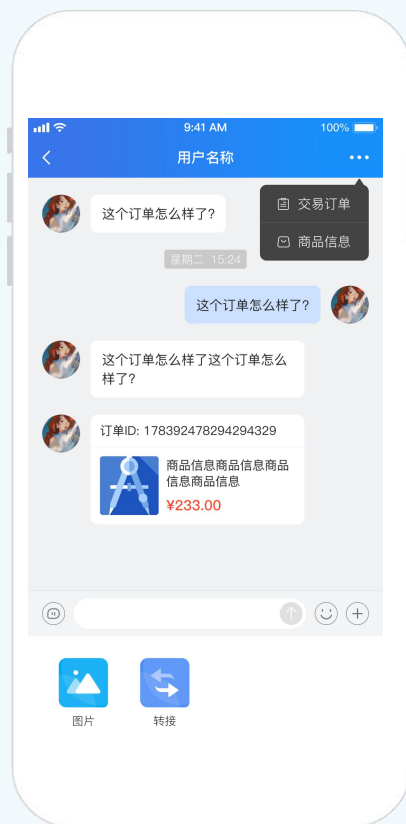 9:41 AM
100%
用户名称
交易订单
这个订单怎么样了?
商品信息
星期二 15:24
这个订单怎么样了?
这个订单怎么样了这个订单怎么
样了?
订单ID: 178392478294294329
商品信息商品信息商品
信息商品信息
¥233.00
图片
转接